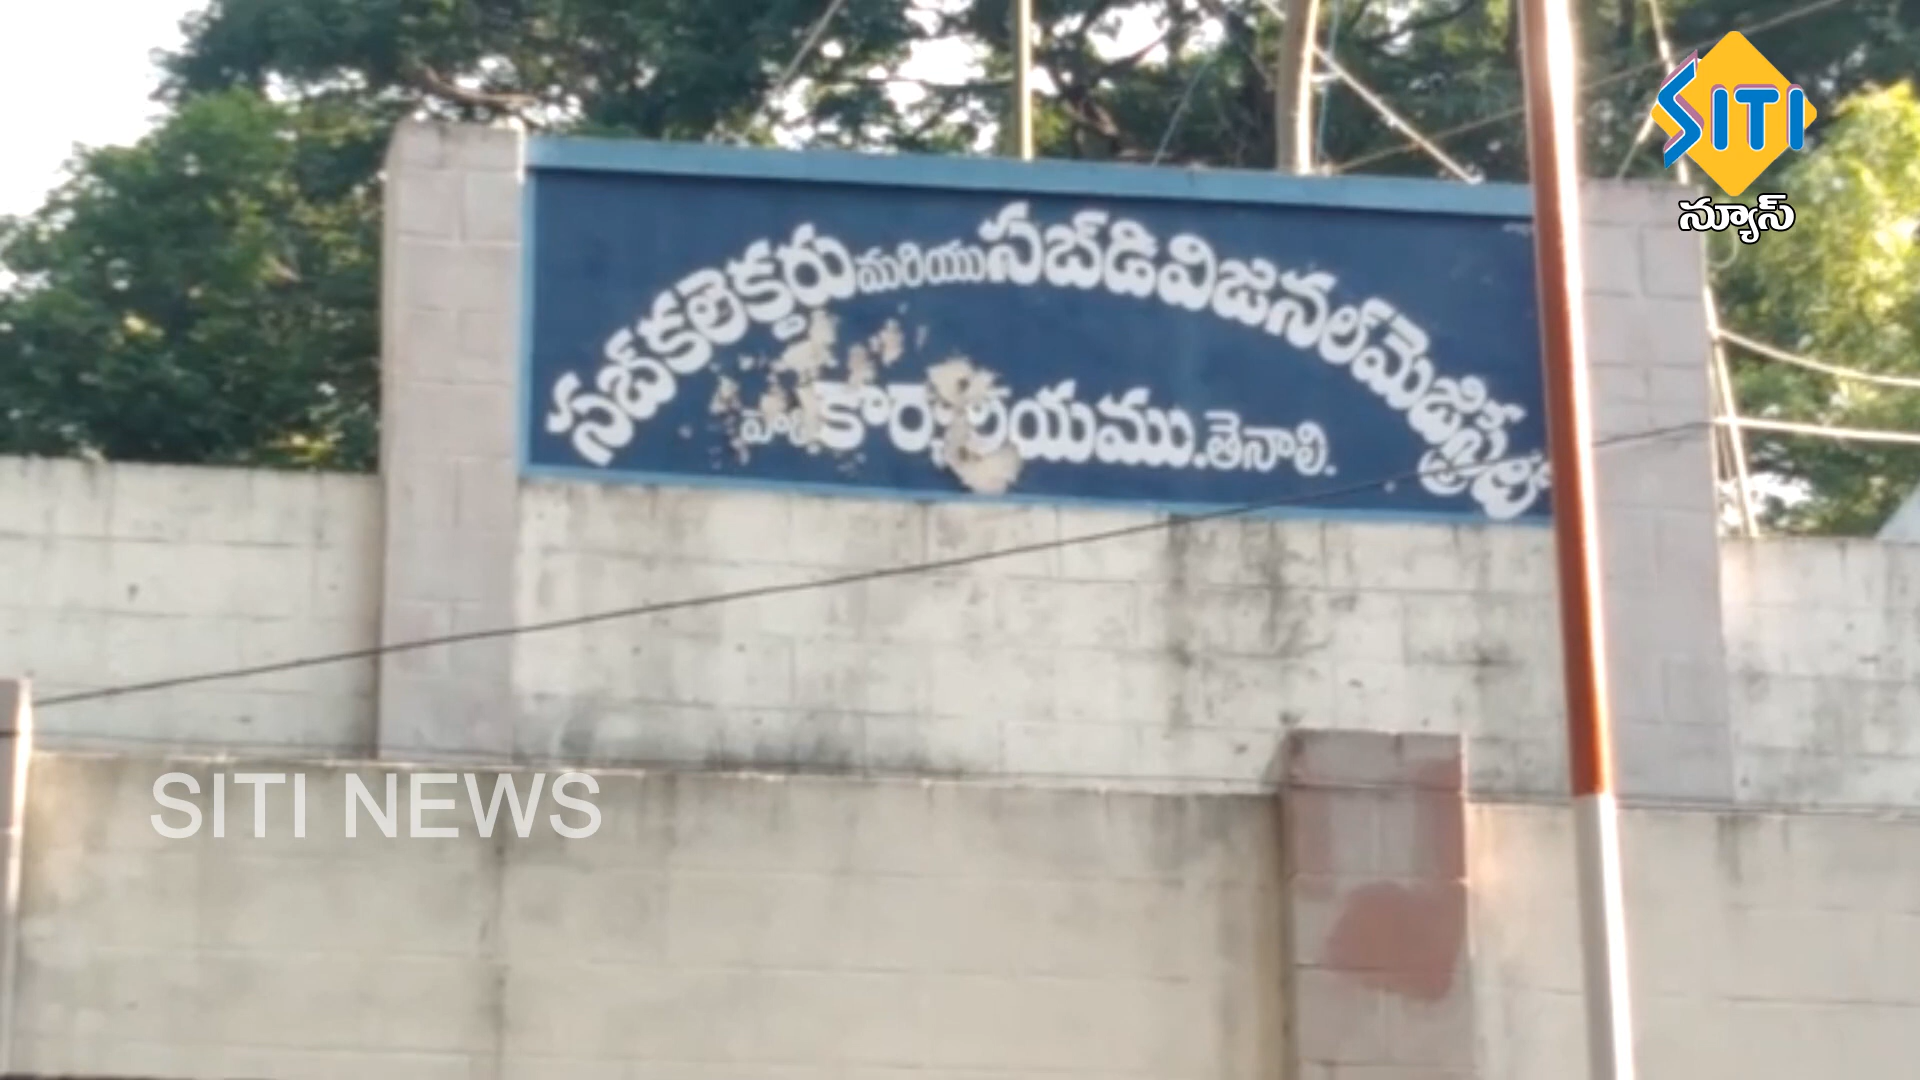 SITI
న్యూస్
సబ్ కలెక్టరు మరియు సబ్ డివిజనల్ మెజిస్ట్రేట్
కార్యాలయము. తెనాలి.
SITI NEWS